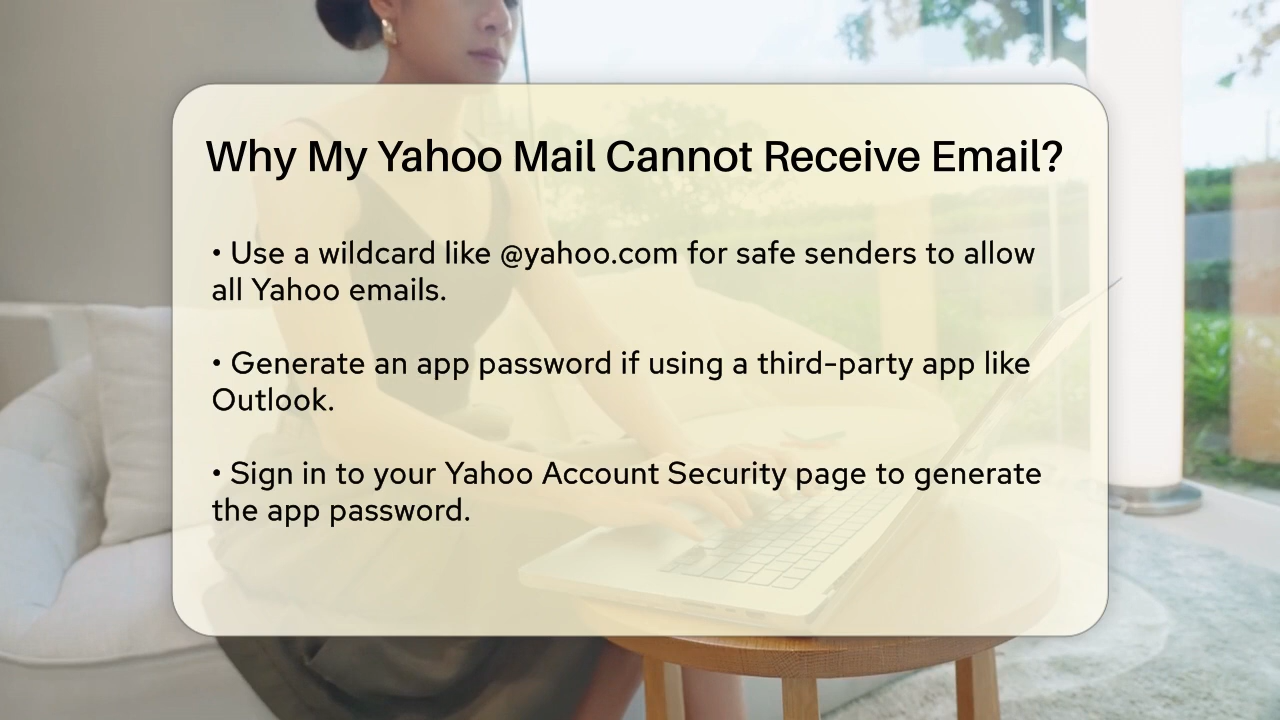 Why My Yahoo Mail Cannot Receive Email?
• Use a wildcard like @yahoo.com for safe senders to allow
all Yahoo emails.
• Generate an app password if using a third-party app like
Outlook.
• Sign in to your Yahoo Account Security page to generate
the app password.